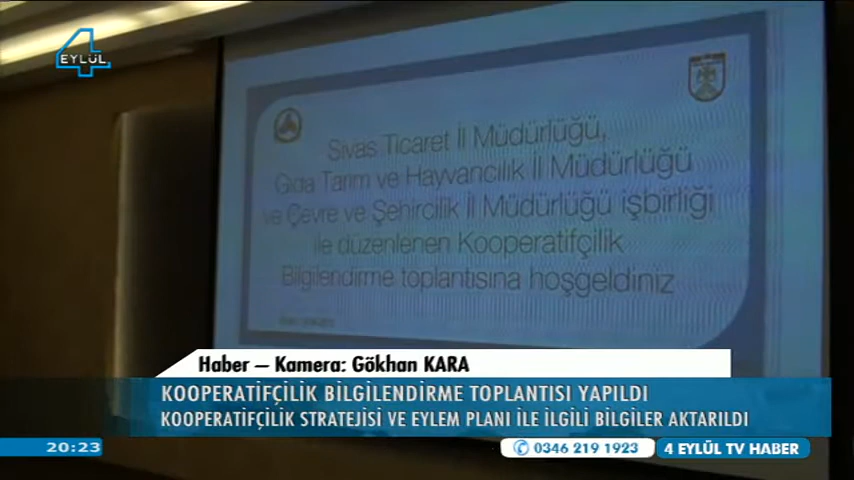 4
EYLÜL
Sivas Ticaret İl Müdürlüğü,
Gıda Tarım ve Hayvancılık İl Müdürlüğü
ve Çevre ve Şehircilik İl Müdürlüğü işbirliği
ile düzenlenen Kooperatifçilik
Bilgilendirme toplantısına hoşgeldiniz
Haber – Kamera: Gökhan KARA
KOOPERATİFÇİLİK BİLGİLENDİRME TOPLANTISI YAPILDI
KOOPERATİFÇİLİK STRATEJİSİ VE EYLEM PLANI İLE İLGİLİ BİLGİLER AKTARILDI
20:23
0346 219 1923
4 EYLÜL TV HABER